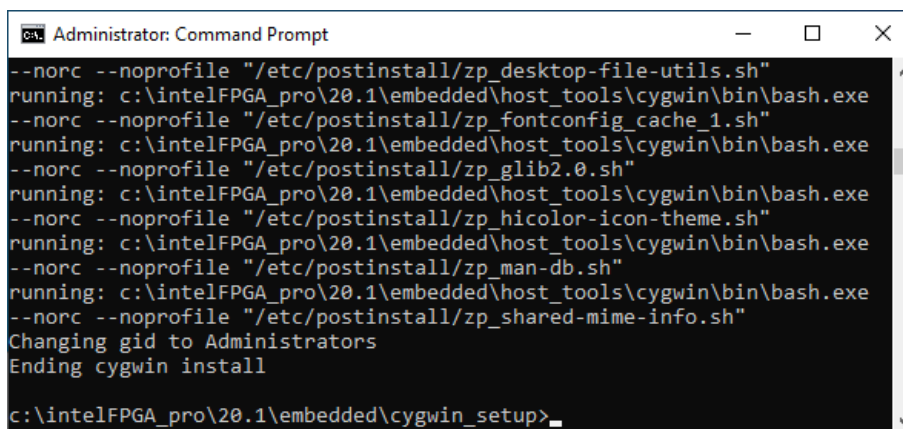 Administrator: Command Prompt
--norc --noprofile "/etc/postinstall/zp_desktop-file-utils.sh"
running: c:\intelFPGA_pro\20.1\embedded\host_tools\cygwin\bin\bash.exe
--norc --noprofile "/etc/postinstall/zp_fontconfig_cache_1.sh"
running: c:\intelFPGA_pro\20.1\embedded\host_tools\cygwin\bin\bash.exe
--norc --noprofile "/etc/postinstall/zp_glib2.0.sh"
running: c:\intelFPGA_pro\20.1\embedded\host_tools\cygwin\bin\bash.exe
--norc --noprofile "/etc/postinstall/zp_hicolor-icon-theme.sh"
running: c:\intelFPGA_pro\20.1\embedded\host_tools\cygwin\bin\bash.exe
--norc --noprofile "/etc/postinstall/zp_man-db.sh"
running: c:\intelFPGA_pro\20.1\embedded\host_tools\cygwin\bin\bash.exe
--norc --noprofile "/etc/postinstall/zp_shared-mime-info.sh"
Changing gid to Administrators
Ending cygwin install
c:\intelFPGA_pro\20.1\embedded\cygwin_setup>